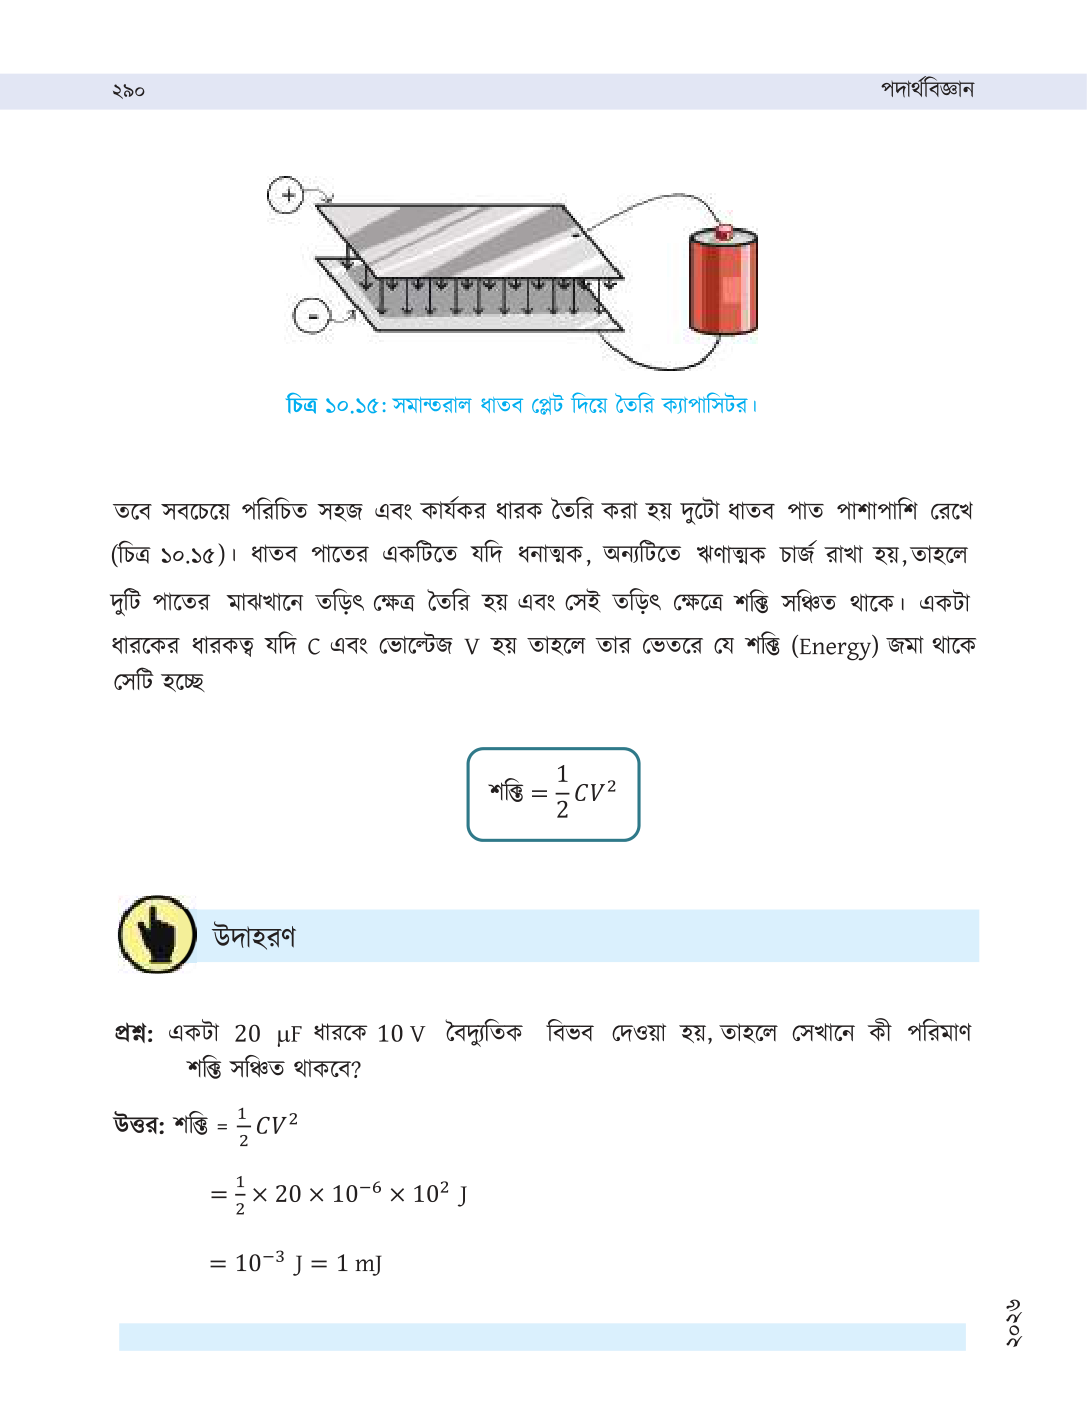 ২৯০
পদার্থবিজ্ঞান
+
-
-
চিত্র ১০.১৫: সমান্তরাল ধাতব প্লেট দিয়ে তৈরি ক্যাপাসিটর।
তবে সবচেয়ে পরিচিত সহজ এবং কার্যকর ধারক তৈরি করা হয় দুটো ধাতব পাত পাশাপাশি রেখে
(চিত্র ১০.১৫)। ধাতব পাতের একটিতে যদি ধনাত্মক, অন্যটিতে ঋণাত্মক চার্জ রাখা হয়,তাহলে
দুটি পাতের মাঝখানে তড়িৎ ক্ষেত্র তৈরি হয় এবং সেই তড়িৎ ক্ষেত্রে শক্তি সঞ্চিত থাকে। একটা
ধারকের ধারকত্ব যদি C এবং ভোল্টেজ V হয় তাহলে তার ভেতরে যে শক্তি (Energy) জমা থাকে
সেটি হচ্ছে
শক্তি = 1/2 CV²
উদাহরণ
প্রশ্ন: একটা 20 μF ধারকে 10 V বৈদ্যুতিক বিভব দেওয়া হয়, তাহলে সেখানে কী পরিমাণ
শক্তি সঞ্চিত থাকবে?
উত্তর: শক্তি = 1/2 CV²
= 1/2 × 20 × 10⁻⁶ × 10² J
= 10⁻³ J = 1 mJ
২০২৬